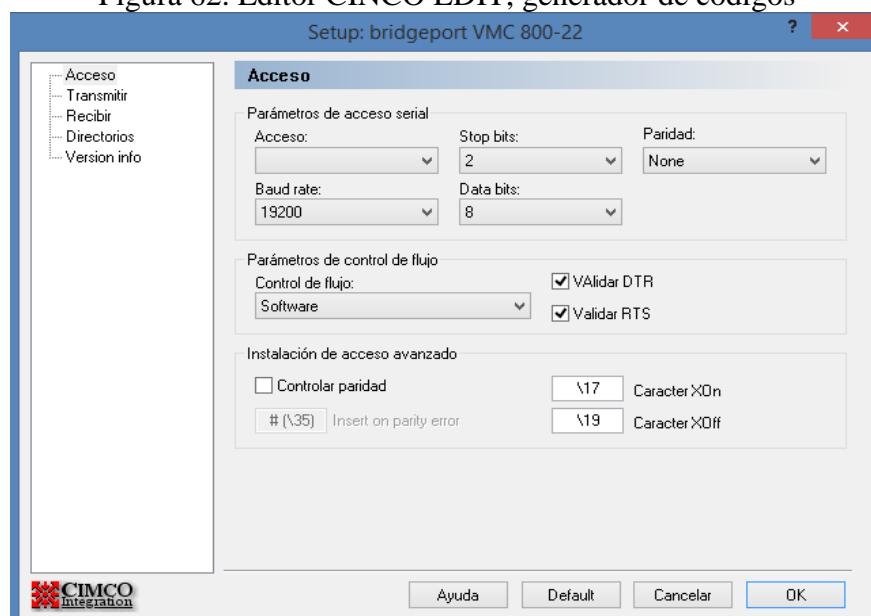 Figura 62. Editor CINCO EDIT, generador de códigos
Setup: bridgeport VMC 800-22 ? ×
Acceso
Transmitir
Recibir
Directorios
Version info
Acceso
Parámetros de acceso serial
Acceso: Stop bits: Paridad:
2 None
Baud rate: Data bits:
19200 8
Parámetros de control de flujo
Control de flujo:
Software
VAlidar DTR
Validar RTS
Instalación de acceso avanzado
Controlar paridad \17 Caracter XOn
# (\35) Insert on parity error \19 Caracter XOff
CIMCO
Integration
Ayuda Default Cancelar OK